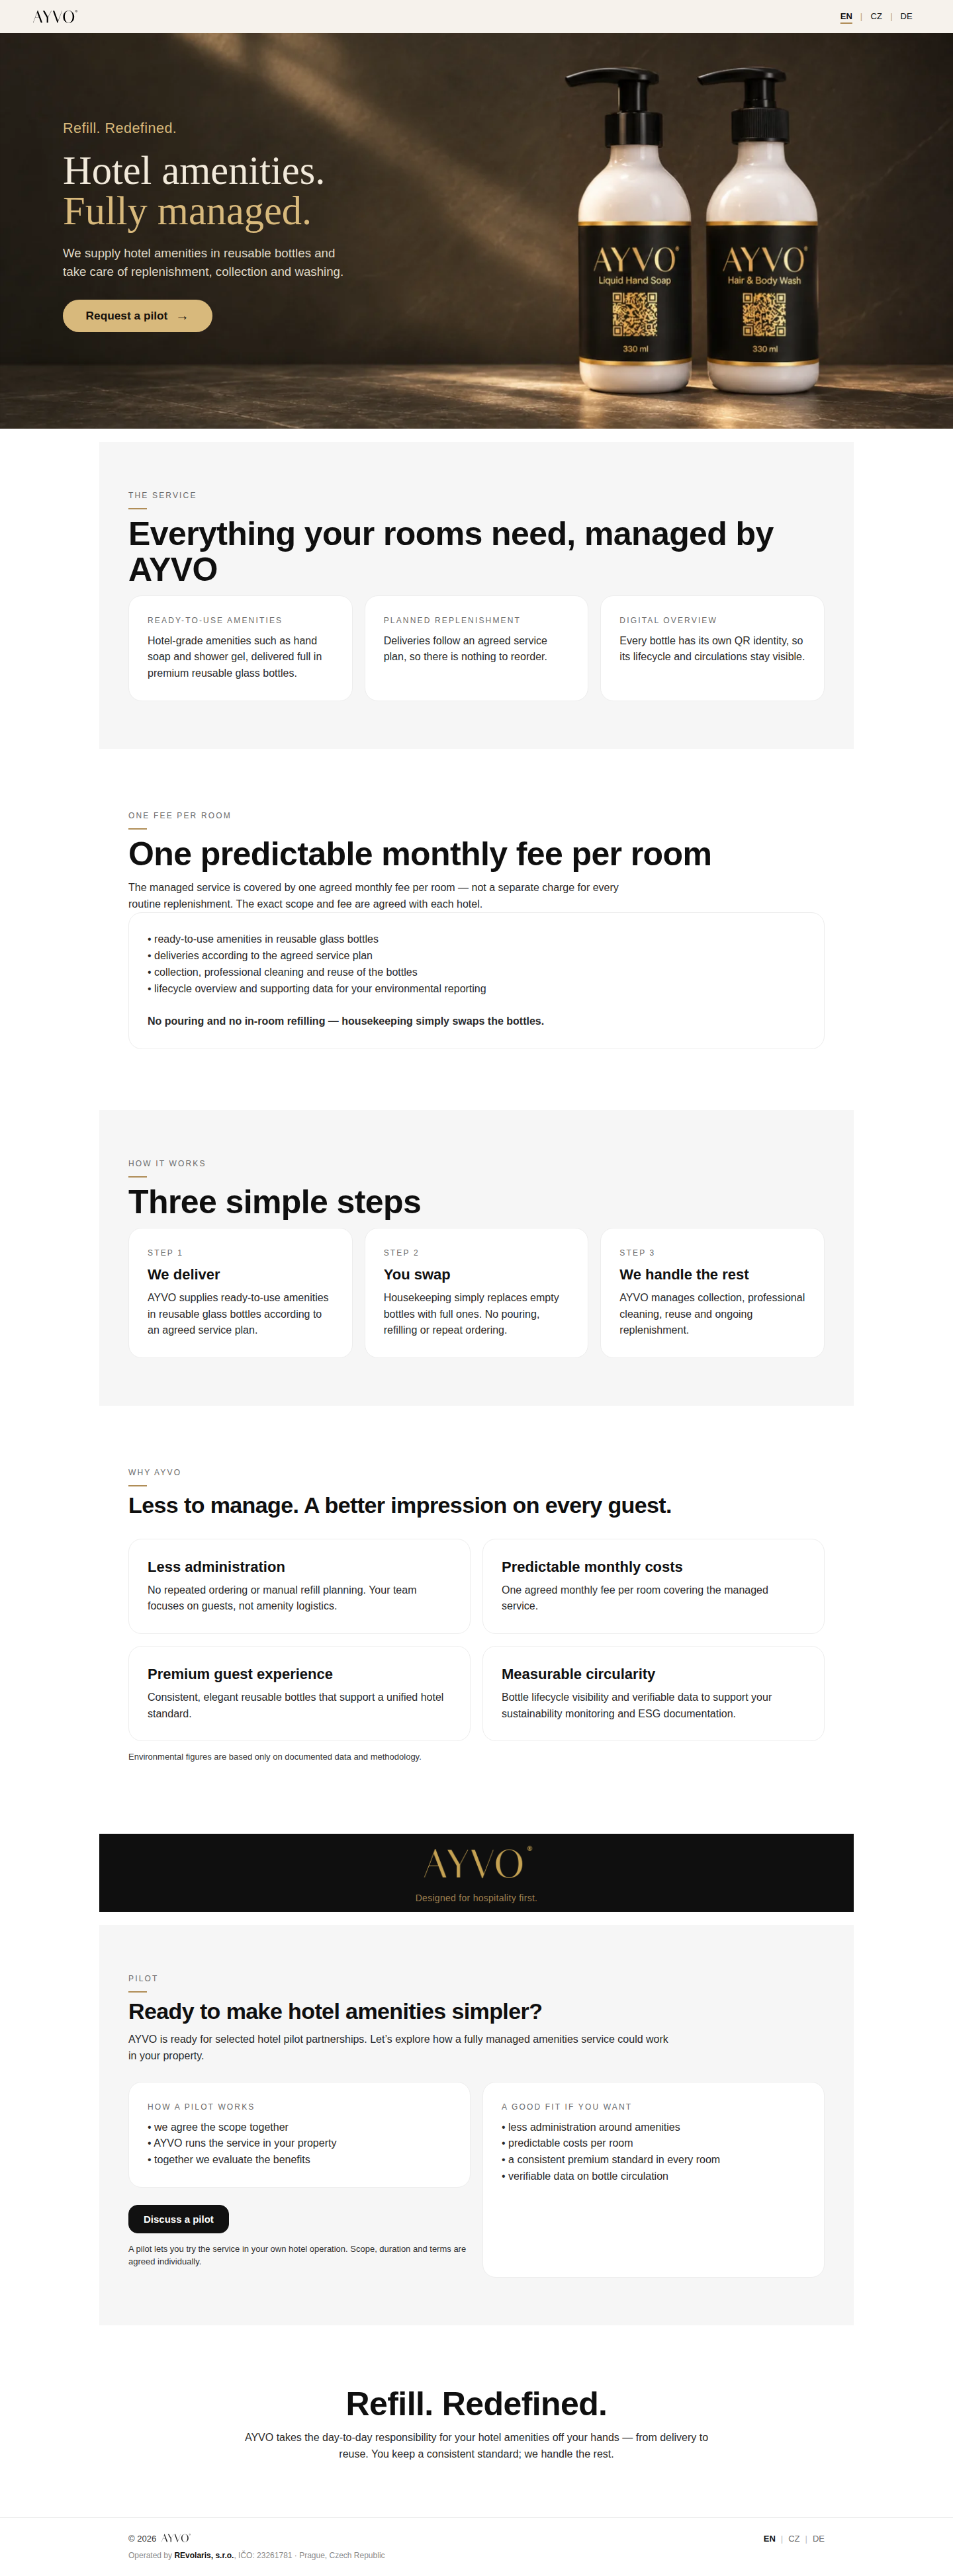 AYVO®
EN | CZ | DE
Refill. Redefined.
Hotel amenities.
Fully managed.
We supply hotel amenities in reusable bottles and
take care of replenishment, collection and washing.
Request a pilot →
AYVO®
Liquid Hand Soap
330 ml
AYVO®
Hair & Body Wash
330 ml
THE SERVICE
Everything your rooms need, managed by
AYVO
READY-TO-USE AMENITIES
Hotel-grade amenities such as hand
soap and shower gel, delivered full in
premium reusable glass bottles.
PLANNED REPLENISHMENT
Deliveries follow an agreed service
plan, so there is nothing to reorder.
DIGITAL OVERVIEW
Every bottle has its own QR identity, so
its lifecycle and circulations stay visible.
ONE FEE PER ROOM
One predictable monthly fee per room
The managed service is covered by one agreed monthly fee per room — not a separate charge for every
routine replenishment. The exact scope and fee are agreed with each hotel.
• ready-to-use amenities in reusable glass bottles
• deliveries according to the agreed service plan
• collection, professional cleaning and reuse of the bottles
• lifecycle overview and supporting data for your environmental reporting
No pouring and no in-room refilling — housekeeping simply swaps the bottles.
HOW IT WORKS
Three simple steps
STEP 1
We deliver
AYVO supplies ready-to-use amenities
in reusable glass bottles according to
an agreed service plan.
STEP 2
You swap
Housekeeping simply replaces empty
bottles with full ones. No pouring,
refilling or repeat ordering.
STEP 3
We handle the rest
AYVO manages collection, professional
cleaning, reuse and ongoing
replenishment.
WHY AYVO
Less to manage. A better impression on every guest.
Less administration
No repeated ordering or manual refill planning. Your team
focuses on guests, not amenity logistics.
Predictable monthly costs
One agreed monthly fee per room covering the managed
service.
Premium guest experience
Consistent, elegant reusable bottles that support a unified hotel
standard.
Measurable circularity
Bottle lifecycle visibility and verifiable data to support your
sustainability monitoring and ESG documentation.
Environmental figures are based only on documented data and methodology.
AYVO®
Designed for hospitality first.
PILOT
Ready to make hotel amenities simpler?
AYVO is ready for selected hotel pilot partnerships. Let’s explore how a fully managed amenities service could work
in your property.
HOW A PILOT WORKS
• we agree the scope together
• AYVO runs the service in your property
• together we evaluate the benefits
A GOOD FIT IF YOU WANT
• less administration around amenities
• predictable costs per room
• a consistent premium standard in every room
• verifiable data on bottle circulation
Discuss a pilot
A pilot lets you try the service in your own hotel operation. Scope, duration and terms are
agreed individually.
Refill. Redefined.
AYVO takes the day-to-day responsibility for your hotel amenities off your hands — from delivery to
reuse. You keep a consistent standard; we handle the rest.
© 2026 AYVO®
EN | CZ | DE
Operated by REvolaris, s.r.o., IČO: 23261781 · Prague, Czech Republic